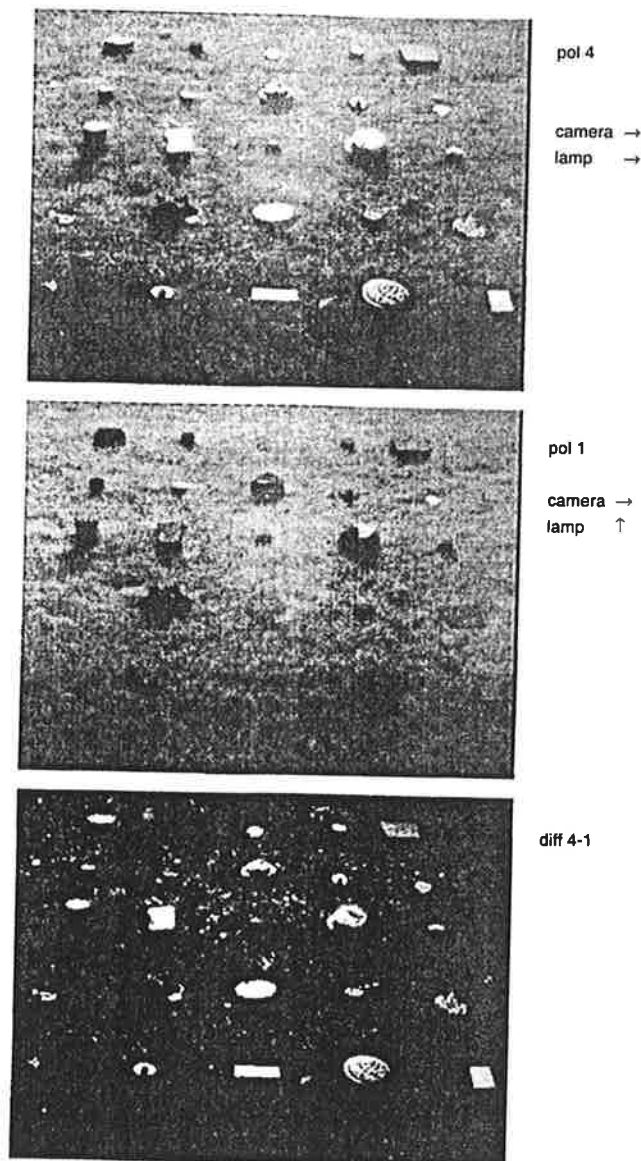 pol 4
camera →
lamp →
pol 1
camera →
lamp ↑
diff 4-1